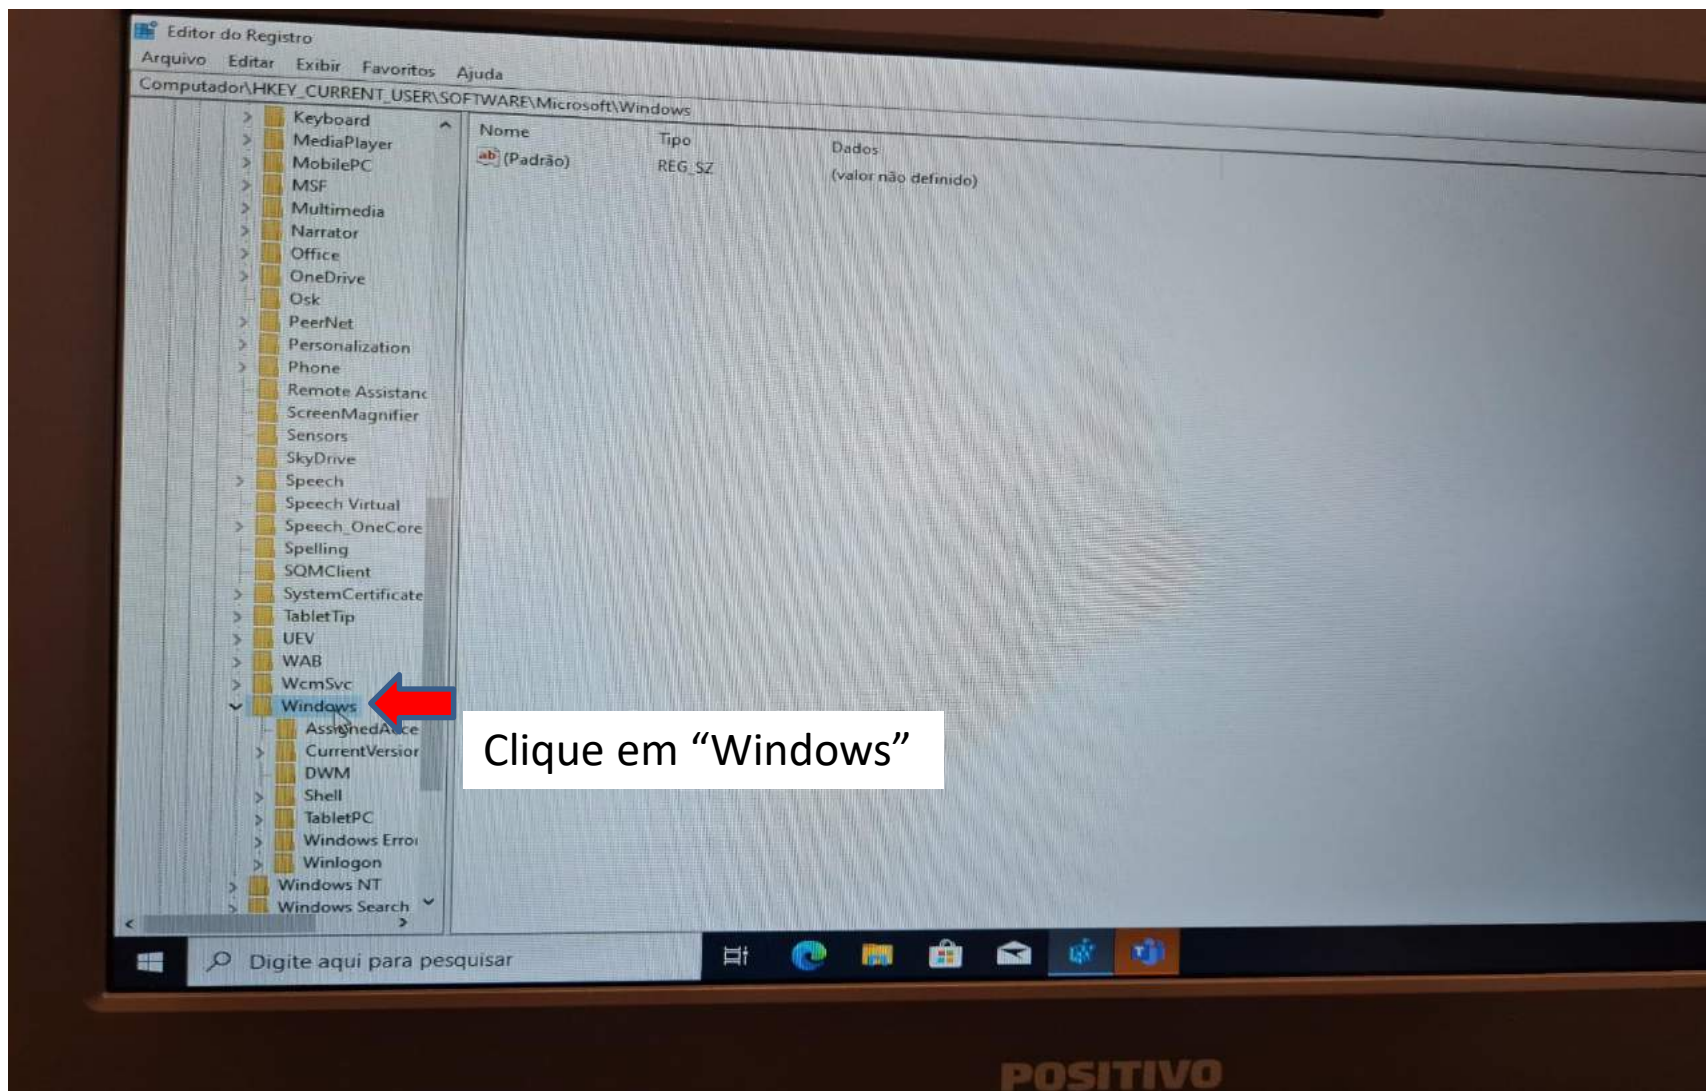 Editor do Registro
Arquivo Editar Exibir Favoritos Ajuda
Computador\HKEY_CURRENT_USER\SOFTWARE\Microsoft\Windows
Keyboard
MediaPlayer
MobilePC
MSF
Multimedia
Narrator
Office
OneDrive
Osk
PeerNet
Personalization
Phone
Remote Assistanc
ScreenMagnifier
Sensors
SkyDrive
Speech
Speech Virtual
Speech_OneCore
Spelling
SQMClient
SystemCertificate
TabletTip
UEV
WAB
WcmSvc
Windows
AssignedAcce
CurrentVersior
DWM
Shell
TabletPC
Windows Error
Winlogon
Windows NT
Windows Search
Nome Tipo Dados
ab (Padrão) REG_SZ (valor não definido)
Clique em “Windows”
Digite aqui para pesquisar
POSITIVO